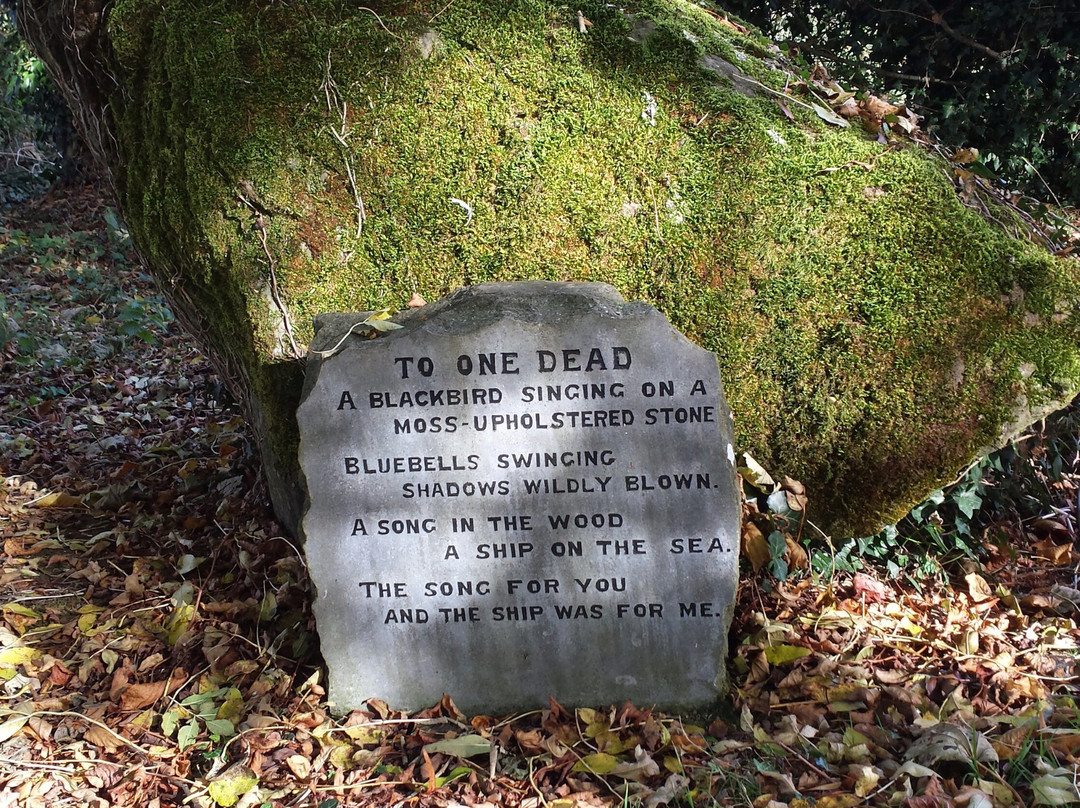 TO ONE DEAD
A BLACKBIRD SINGING ON A
MOSS-UPHOLSTERED STONE
BLUEBELLS SWINGING
SHADOWS WILDLY BLOWN.
A SONG IN THE WOOD
A SHIP ON THE SEA.
THE SONG FOR YOU
AND THE SHIP WAS FOR ME.